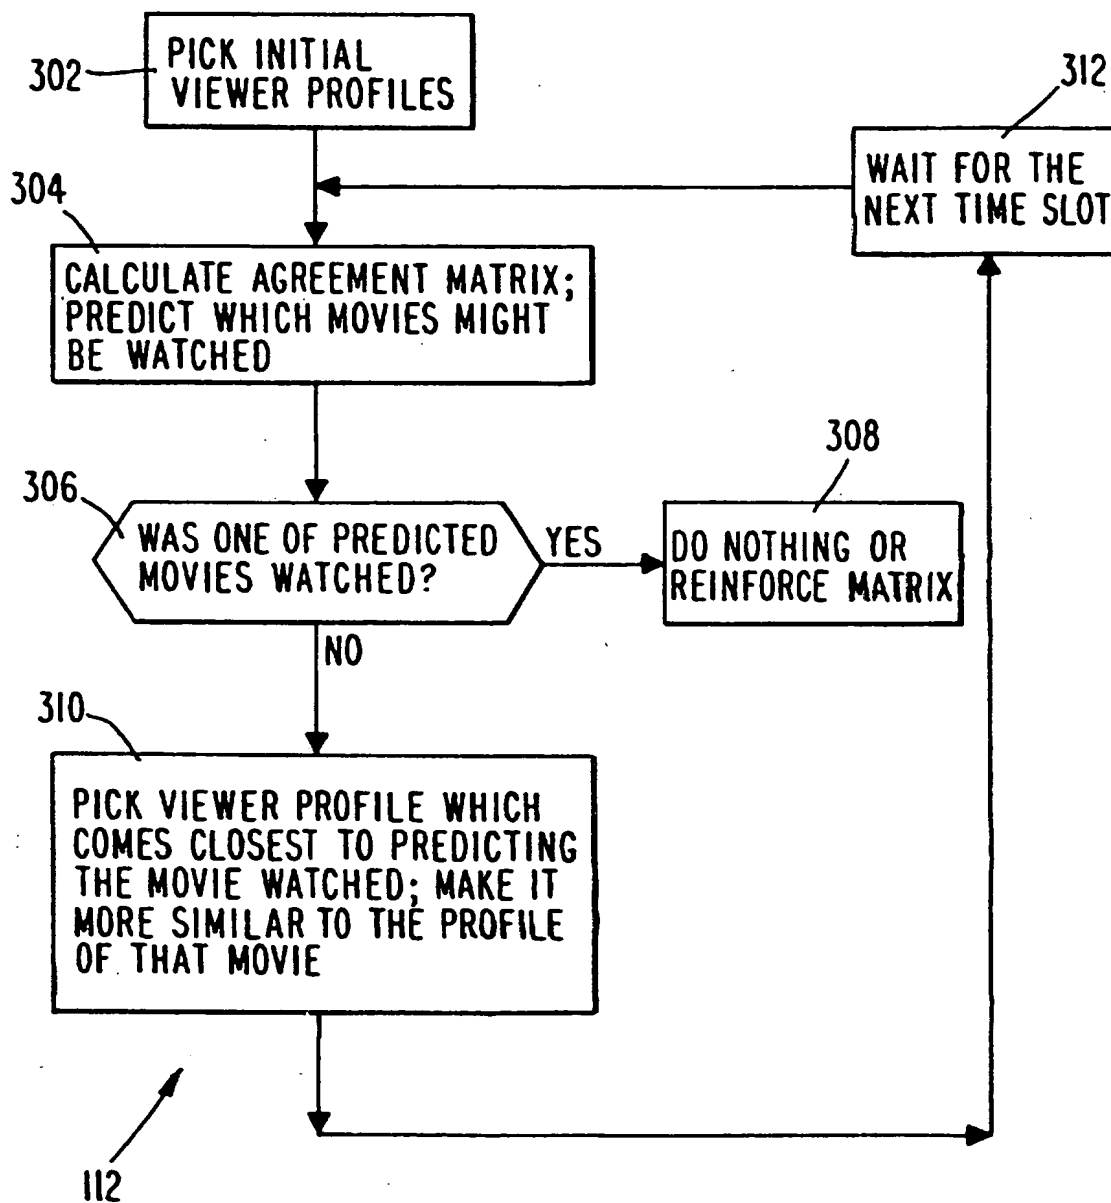 302
PICK INITIAL
VIEWER PROFILES
312
WAIT FOR THE
NEXT TIME SLOT
304
CALCULATE AGREEMENT MATRIX;
PREDICT WHICH MOVIES MIGHT
BE WATCHED
306
WAS ONE OF PREDICTED
MOVIES WATCHED?
YES
308
DO NOTHING OR
REINFORCE MATRIX
NO
310
PICK VIEWER PROFILE WHICH
COMES CLOSEST TO PREDICTING
THE MOVIE WATCHED; MAKE IT
MORE SIMILAR TO THE PROFILE
OF THAT MOVIE
112